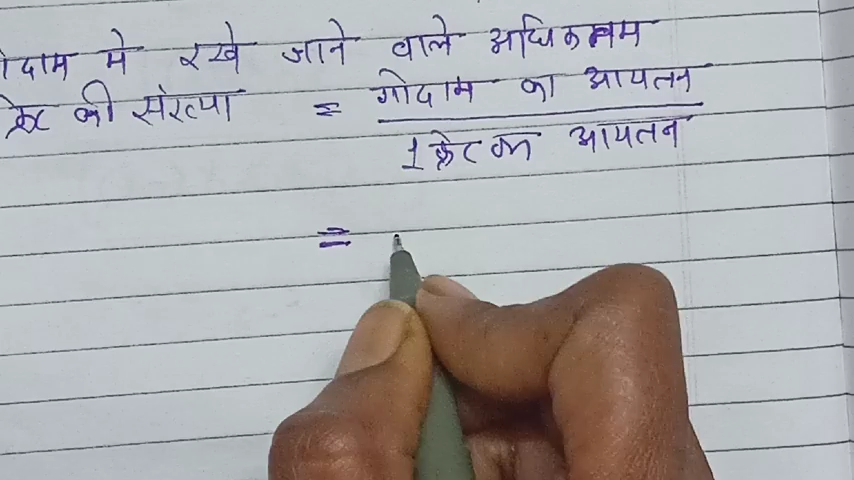 गोदाम मे रखे जाने वाले अधिकतम
क्रेट की संख्या = गोदाम का आयतन
1 क्रेट का आयतन
=